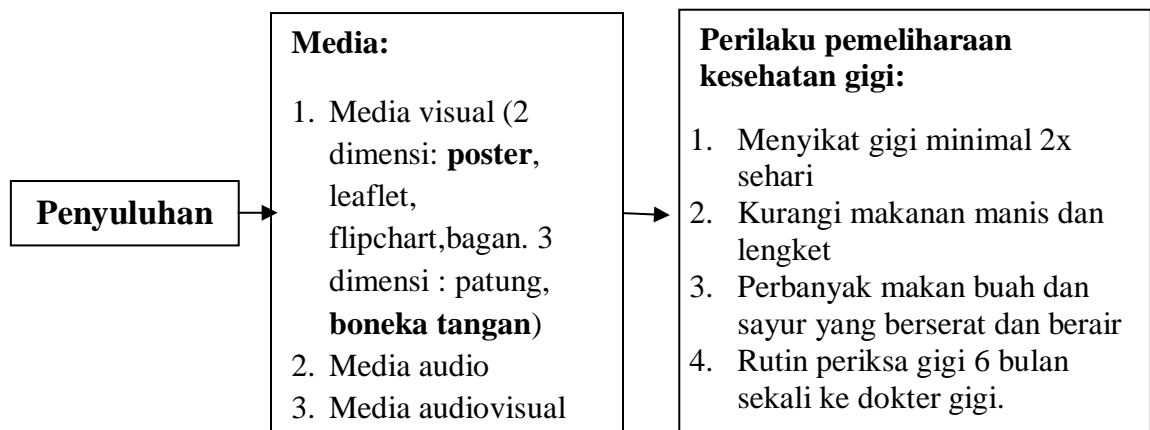 Penyuluhan
Media:
1. Media visual (2
dimensi: poster,
leaflet,
flipchart,bagan. 3
dimensi : patung,
boneka tangan)
2. Media audio
3. Media audiovisual
Perilaku pemeliharaan
kesehatan gigi:
1. Menyikat gigi minimal 2x
sehari
2. Kurangi makanan manis dan
lengket
3. Perbanyak makan buah dan
sayur yang berserat dan berair
4. Rutin periksa gigi 6 bulan
sekali ke dokter gigi.